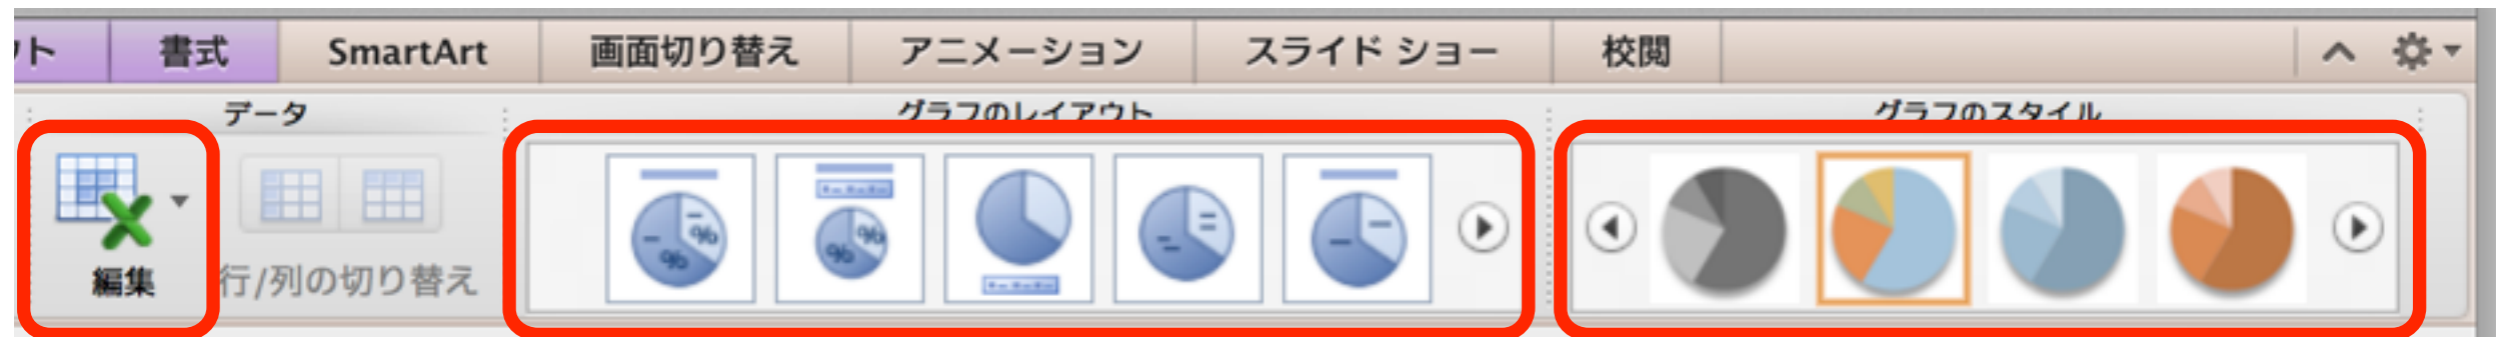 ウト 書式 SmartArt 画面切り替え アニメーション スライド ショー 校閲
データ グラフのレイアウト グラフのスタイル
編集 行/列の切り替え